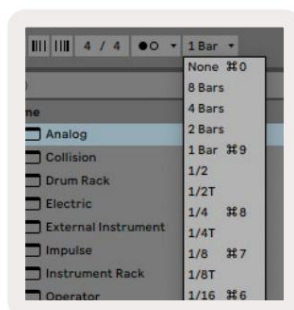 4 / 4 1 Bar
None ⌘0
8 Bars
4 Bars
2 Bars
1 Bar ⌘9
1/2
1/2T
1/4 ⌘8
1/4T
1/8 ⌘7
1/8T
1/16 ⌘6
me
Analog
Collision
Drum Rack
Electric
External Instrument
Impulse
Instrument Rack
Operator